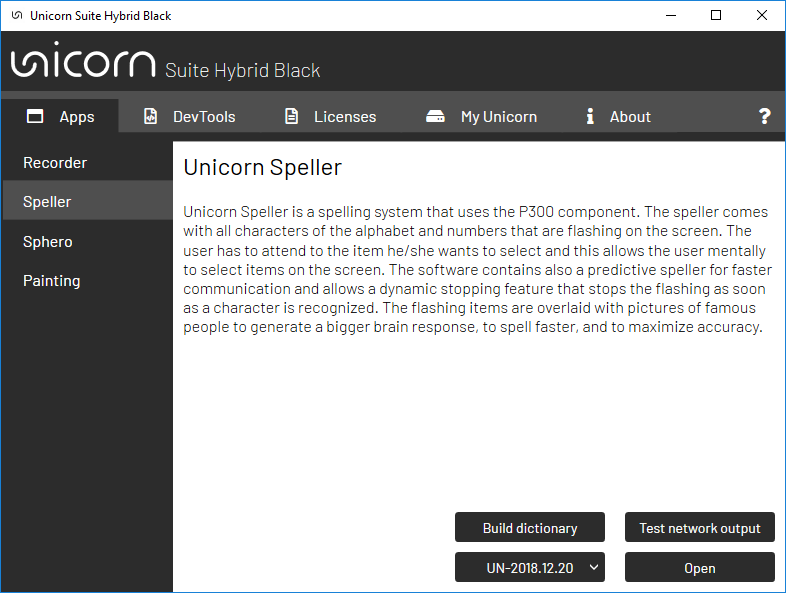 Unicorn Suite Hybrid Black
unicorn Suite Hybrid Black
Apps DevTools Licenses My Unicorn About ?
Recorder
Speller
Sphero
Painting
Unicorn Speller
Unicorn Speller is a spelling system that uses the P300 component. The speller comes
with all characters of the alphabet and numbers that are flashing on the screen. The
user has to attend to the item he/she wants to select and this allows the user mentally
to select items on the screen. The software contains also a predictive speller for faster
communication and allows a dynamic stopping feature that stops the flashing as soon
as a character is recognized. The flashing items are overlaid with pictures of famous
people to generate a bigger brain response, to spell faster, and to maximize accuracy.
Build dictionary Test network output
UN-2018.12.20 Open